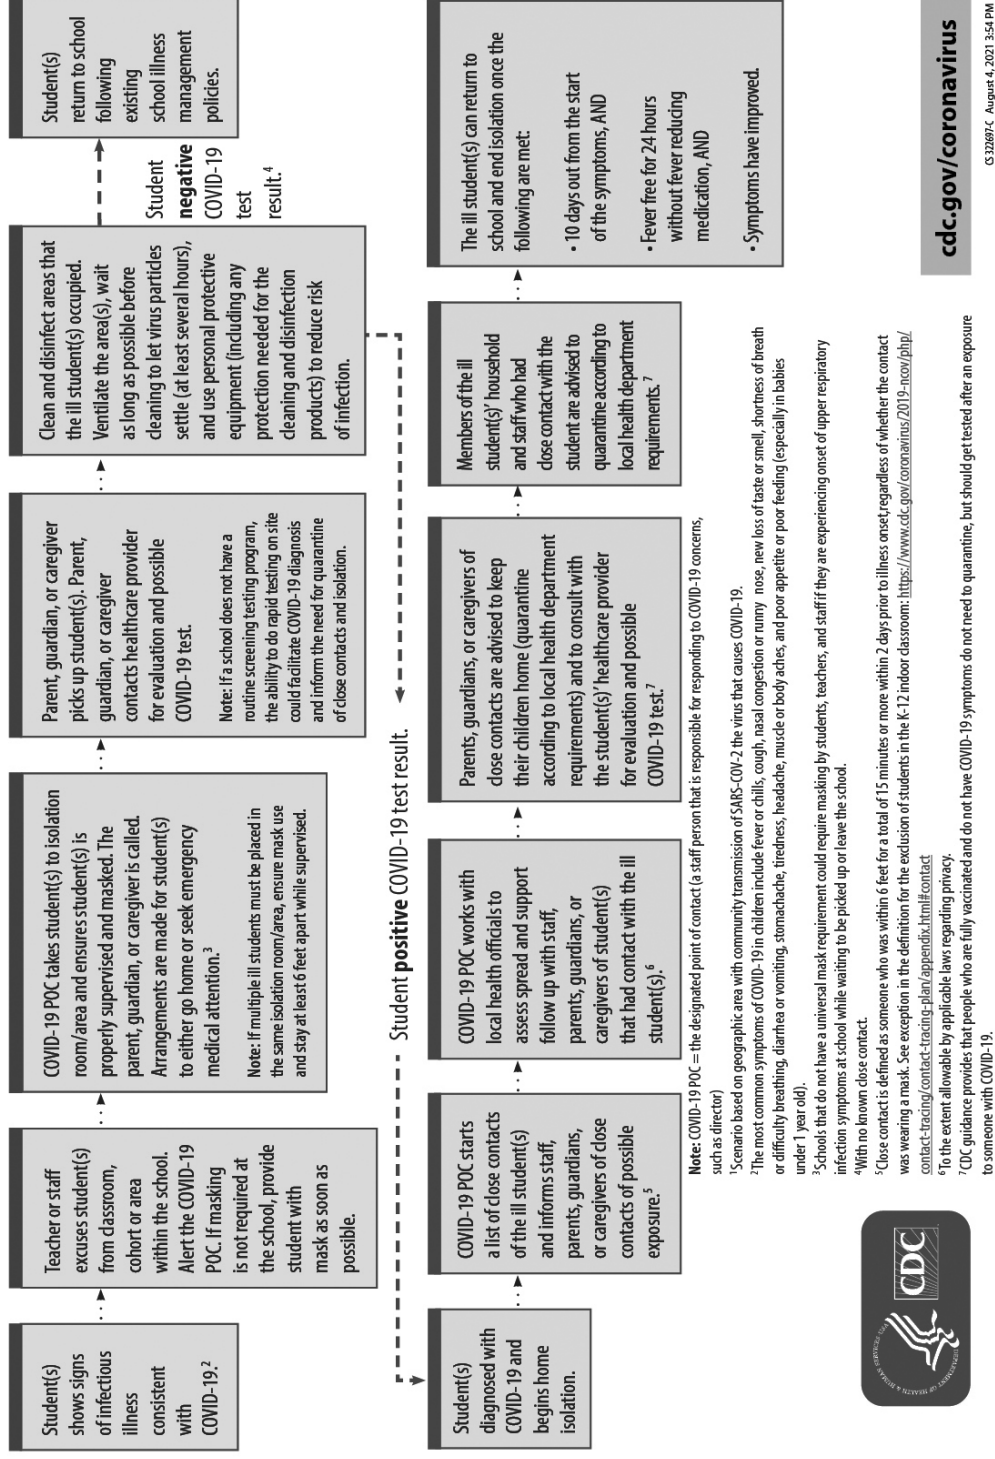 Student(s)
shows signs
of infectious
illness
consistent
with
COVID-19.2
Teacher or staff
excuses student(s)
from classroom,
cohort or area
within the school.
Alert the COVID-19
POC. If masking
is not required at
the school, provide
student with
mask as soon as
possible.
COVID-19 POC takes student(s) to isolation
room/area and ensures student(s) is
properly supervised and masked. The
parent, guardian, or caregiver is called.
Arrangements are made for student(s)
to either go home or seek emergency
medical attention.3
Note: If multiple ill students must be placed in
the same isolation room/area, ensure mask use
and stay at least 6 feet apart while supervised.
Parent, guardian, or caregiver
picks up student(s). Parent,
guardian, or caregiver
contacts healthcare provider
for evaluation and possible
COVID-19 test.
Note: If a school does not have a
routine screening testing program,
the ability to do rapid testing on site
could facilitate COVID-19 diagnosis
and inform the need for quarantine
of close contacts and isolation.
Clean and disinfect areas that
the ill student(s) occupied.
Ventilate the area(s), wait
as long as possible before
cleaning to let virus particles
settle (at least several hours),
and use personal protective
equipment (including any
protection needed for the
cleaning and disinfection
products) to reduce risk
of infection.
Student
negative
COVID-19
test
result.4
Student(s)
return to school
following
existing
school illness
management
policies.
Student positive COVID-19 test result.
Student(s)
diagnosed with
COVID-19 and
begins home
isolation.
COVID-19 POC starts
a list of close contacts
of the ill student(s)
and informs staff,
parents, guardians,
or caregivers of close
contacts of possible
exposure.5
COVID-19 POC works with
local health officials to
assess spread and support
follow up with staff,
parents, guardians, or
caregivers of student(s)
that had contact with the ill
student(s).6
Parents, guardians, or caregivers of
close contacts are advised to keep
their children home (quarantine
according to local health department
requirements) and to consult with
the student(s)' healthcare provider
for evaluation and possible
COVID-19 test.7
Members of the ill
student(s)' household
and staff who had
close contact with the
student are advised to
quarantine according to
local health department
requirements.7
The ill student(s) can return to
school and end isolation once the
following are met:
• 10 days out from the start
of the symptoms, AND
• Fever free for 24 hours
without fever reducing
medication, AND
• Symptoms have improved.
Note: COVID-19 POC = the designated point of contact (a staff person that is responsible for responding to COVID-19 concerns,
such as director)
1Scenario based on geographic area with community transmission of SARS-COV-2 the virus that causes COVID-19.
2The most common symptoms of COVID-19 in children include fever or chills, cough, nasal congestion or runny nose, new loss of taste or smell, shortness of breath
or difficulty breathing, diarrhea or vomiting, stomachache, tiredness, headache, muscle or body aches, and poor appetite or poor feeding (especially in babies
under 1 year old).
3Schools that do not have a universal mask requirement could require masking by students, teachers, and staff if they are experiencing onset of upper respiratory
infection symptoms at school while waiting to be picked up or leave the school.
4With no known close contact.
5Close contact is defined as someone who was within 6 feet for a total of 15 minutes or more within 2 days prior to illness onset,regardless of whether the contact
was wearing a mask. See exception in the definition for the exclusion of students in the K-12 indoor classroom: https://www.cdc.gov/coronavirus/2019-ncov/php/
contact-tracing/contact-tracing-plan/appendix.html#contact
6To the extent allowable by applicable laws regarding privacy.
7CDC guidance provides that people who are fully vaccinated and do not have COVID-19 symptoms do not need to quarantine, but should get tested after an exposure
to someone with COVID-19.
DEPARTMENT OF HEALTH & HUMAN SERVICES USA
CDC
cdc.gov/coronavirus
CS 322697-C August 4, 2021 3:54 PM